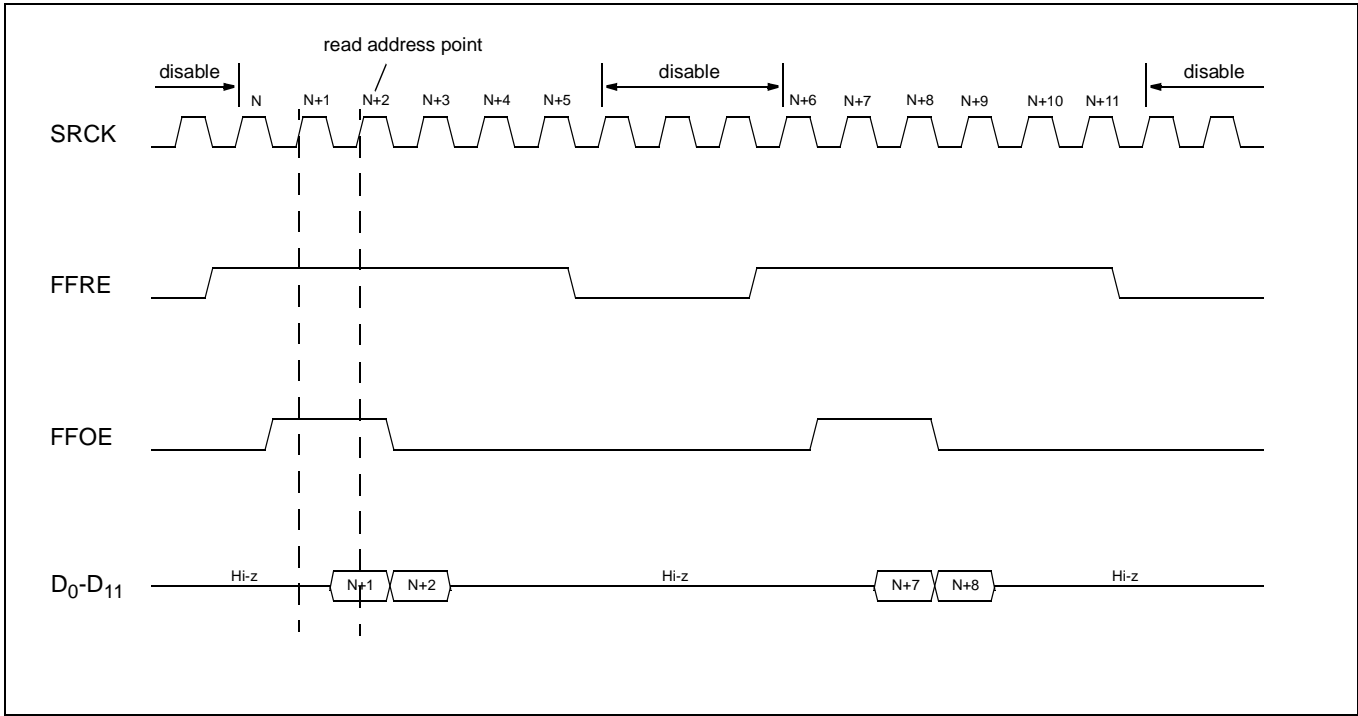 read address point
disable disable disable
N N+1 N+2 N+3 N+4 N+5 N+6 N+7 N+8 N+9 N+10 N+11
SRCK
FFRE
FFOE
D0-D11 Hi-z N+1 N+2 Hi-z N+7 N+8 Hi-z